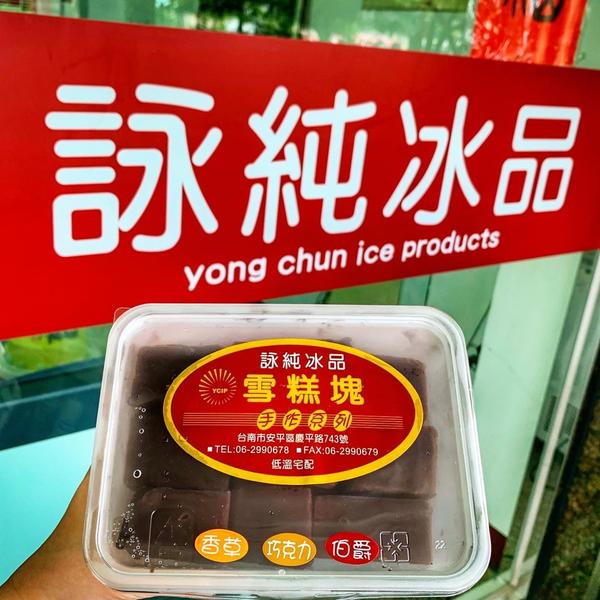 詠純冰品
yong chun ice products
詠純冰品
YCIP
雪糕塊
手作系列
台南市安平區慶平路743號
■TEL:06-2990678 ■FAX:06-2990679
低溫宅配
香草 巧克力 伯爵
22